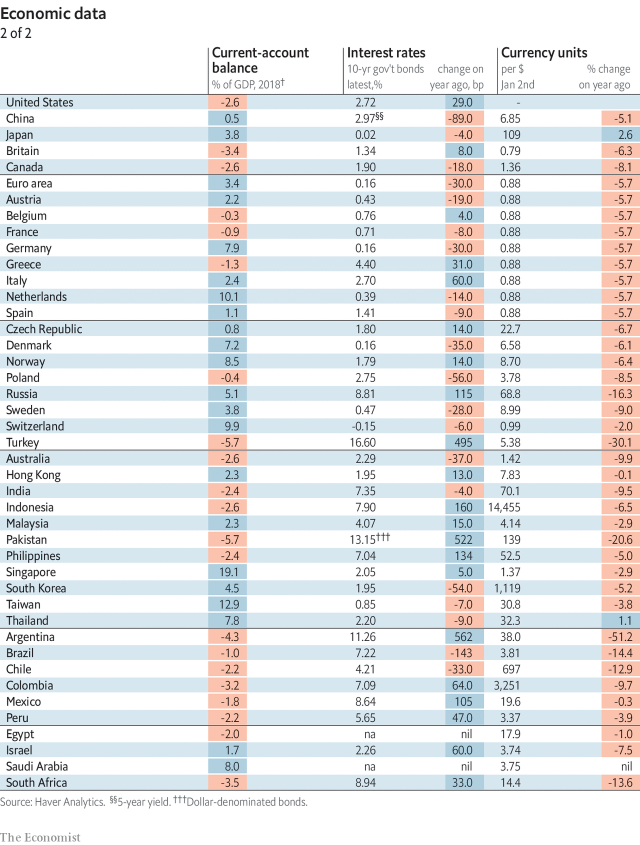 Economic data
2 of 2
Current-account balance Interest rates Currency units
% of GDP, 2018† 10-yr gov't bonds latest,% change on year ago, bp per $ Jan 2nd % change on year ago
United States -2.6 2.72 29.0 -
China 0.5 2.97§§ -89.0 6.85 -5.1
Japan 3.8 0.02 -4.0 109 2.6
Britain -3.4 1.34 8.0 0.79 -6.3
Canada -2.6 1.90 -18.0 1.36 -8.1
Euro area 3.4 0.16 -30.0 0.88 -5.7
Austria 2.2 0.43 -19.0 0.88 -5.7
Belgium -0.3 0.76 4.0 0.88 -5.7
France -0.9 0.71 -8.0 0.88 -5.7
Germany 7.9 0.16 -30.0 0.88 -5.7
Greece -1.3 4.40 31.0 0.88 -5.7
Italy 2.4 2.70 60.0 0.88 -5.7
Netherlands 10.1 0.39 -14.0 0.88 -5.7
Spain 1.1 1.41 -9.0 0.88 -5.7
Czech Republic 0.8 1.80 14.0 22.7 -6.7
Denmark 7.2 0.16 -35.0 6.58 -6.1
Norway 8.5 1.79 14.0 8.70 -6.4
Poland -0.4 2.75 -56.0 3.78 -8.5
Russia 5.1 8.81 115 68.8 -16.3
Sweden 3.8 0.47 -28.0 8.99 -9.0
Switzerland 9.9 -0.15 -6.0 0.99 -2.0
Turkey -5.7 16.60 495 5.38 -30.1
Australia -2.6 2.29 -37.0 1.42 -9.9
Hong Kong 2.3 1.95 13.0 7.83 -0.1
India -2.4 7.35 -4.0 70.1 -9.5
Indonesia -2.6 7.90 160 14,455 -6.5
Malaysia 2.3 4.07 15.0 4.14 -2.9
Pakistan -5.7 13.15††† 522 139 -20.6
Philippines -2.4 7.04 134 52.5 -5.0
Singapore 19.1 2.05 5.0 1.37 -2.9
South Korea 4.5 1.95 -54.0 1,119 -5.2
Taiwan 12.9 0.85 -7.0 30.8 -3.8
Thailand 7.8 2.20 -9.0 32.3 1.1
Argentina -4.3 11.26 562 38.0 -51.2
Brazil -1.0 7.22 -143 3.81 -14.4
Chile -2.2 4.21 -33.0 697 -12.9
Colombia -3.2 7.09 64.0 3,251 -9.7
Mexico -1.8 8.64 105 19.6 -0.3
Peru -2.2 5.65 47.0 3.37 -3.9
Egypt -2.0 na nil 17.9 -1.0
Israel 1.7 2.26 60.0 3.74 -7.5
Saudi Arabia 8.0 na nil 3.75 nil
South Africa -3.5 8.94 33.0 14.4 -13.6
Source: Haver Analytics. §§5-year yield. †††Dollar-denominated bonds.
The Economist